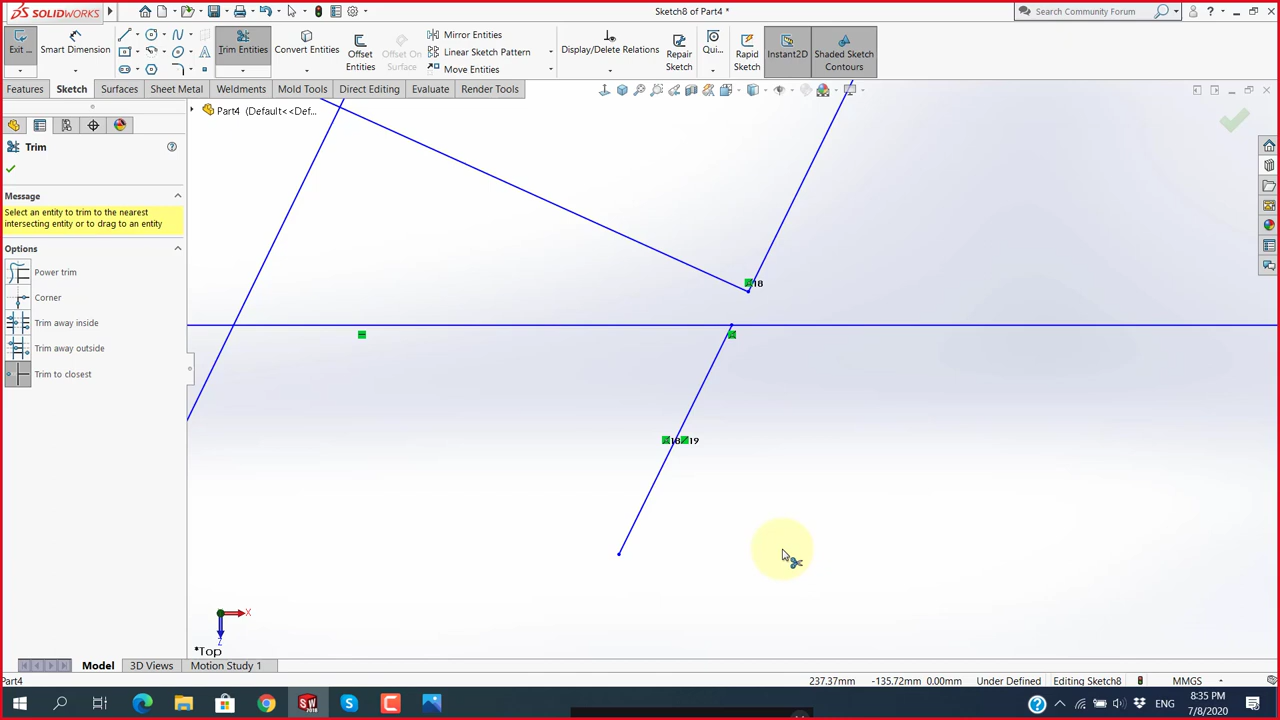 SOLIDWORKS
Sketch8 of Part4 *
Search Community Forum
Exit ...
Smart Dimension
Trim Entities
Convert Entities
Offset Entities
Offset On Surface
Mirror Entities
Linear Sketch Pattern
Move Entities
Display/Delete Relations
Repair Sketch
Qui...
Rapid Sketch
Instant2D
Shaded Sketch Contours
Features
Sketch
Surfaces
Sheet Metal
Weldments
Mold Tools
Direct Editing
Evaluate
Render Tools
Part4 (Default<<Def...
Trim
Message
Select an entity to trim to the nearest
intersecting entity or to drag to an entity
Options
Power trim
Corner
Trim away inside
Trim away outside
Trim to closest
18
18
19
X
Z
*Top
Model
3D Views
Motion Study 1
Part4
237.37mm
-135.72mm
0.00mm
Under Defined
Editing Sketch8
MMGS
SW
2018
ENG
8:35 PM
7/8/2020